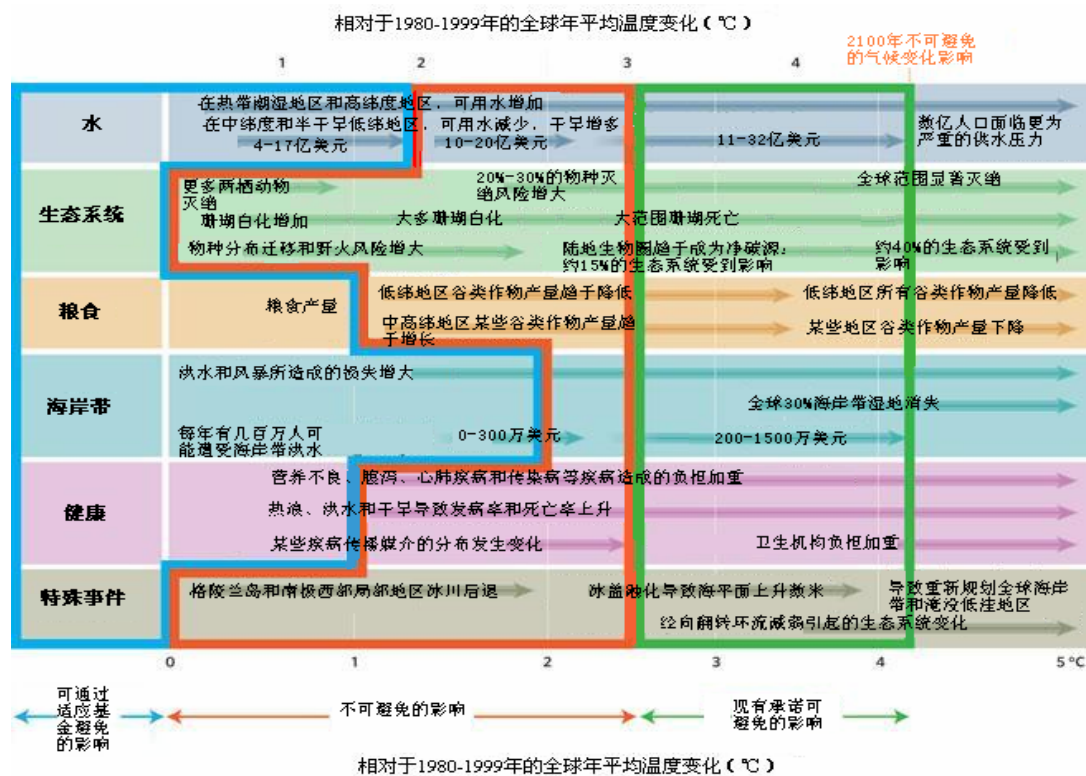 相对于1980-1999年的全球年平均温度变化（℃）
2100年不可避免
的气候变化影响
1 2 3 4
水
在热带潮湿地区和高纬度地区，可用水增加
在中纬度和半干旱低纬地区，可用水减少，干旱增多
4-17亿美元
10-20亿美元
11-32亿美元
数亿人口面临更为
严重的供水压力
生态系统
更多两栖动物
灭绝
20%-30%的物种灭
绝风险增大
全球范围显著灭绝
珊瑚白化增加
大多珊瑚白化
大范围珊瑚死亡
物种分布迁移和野火风险增大
陆地生物圈趋于成为净碳源；
约15%的生态系统受到影响
约40%的生态系统受到
影响
粮食
粮食产量
低纬地区谷类作物产量趋于降低
低纬地区所有谷类作物产量降低
中高纬地区某些谷类作物产量趋
于增长
某些地区谷类作物产量下降
海岸带
洪水和风暴所造成的损失增大
全球30%海岸带湿地消失
每年有几百万人可
能遭受海岸带洪水
0-300万美元
200-1500万美元
健康
营养不良、腹泻、心肺疾病和传染病等疾病造成的负担加重
热浪、洪水和干旱导致发病率和死亡率上升
某些疾病传播媒介的分布发生变化
卫生机构负担加重
特殊事件
格陵兰岛和南极西部局部地区冰川后退
冰盖融化导致海平面上升数米
导致重新规划全球海岸
带和淹没低洼地区
经向翻转环流减弱引起的生态系统变化
0 1 2 3 4 5℃
可通过
适应基
金避免
的影响
不可避免的影响
现有承诺可
避免的影响
相对于1980-1999年的全球年平均温度变化（℃）